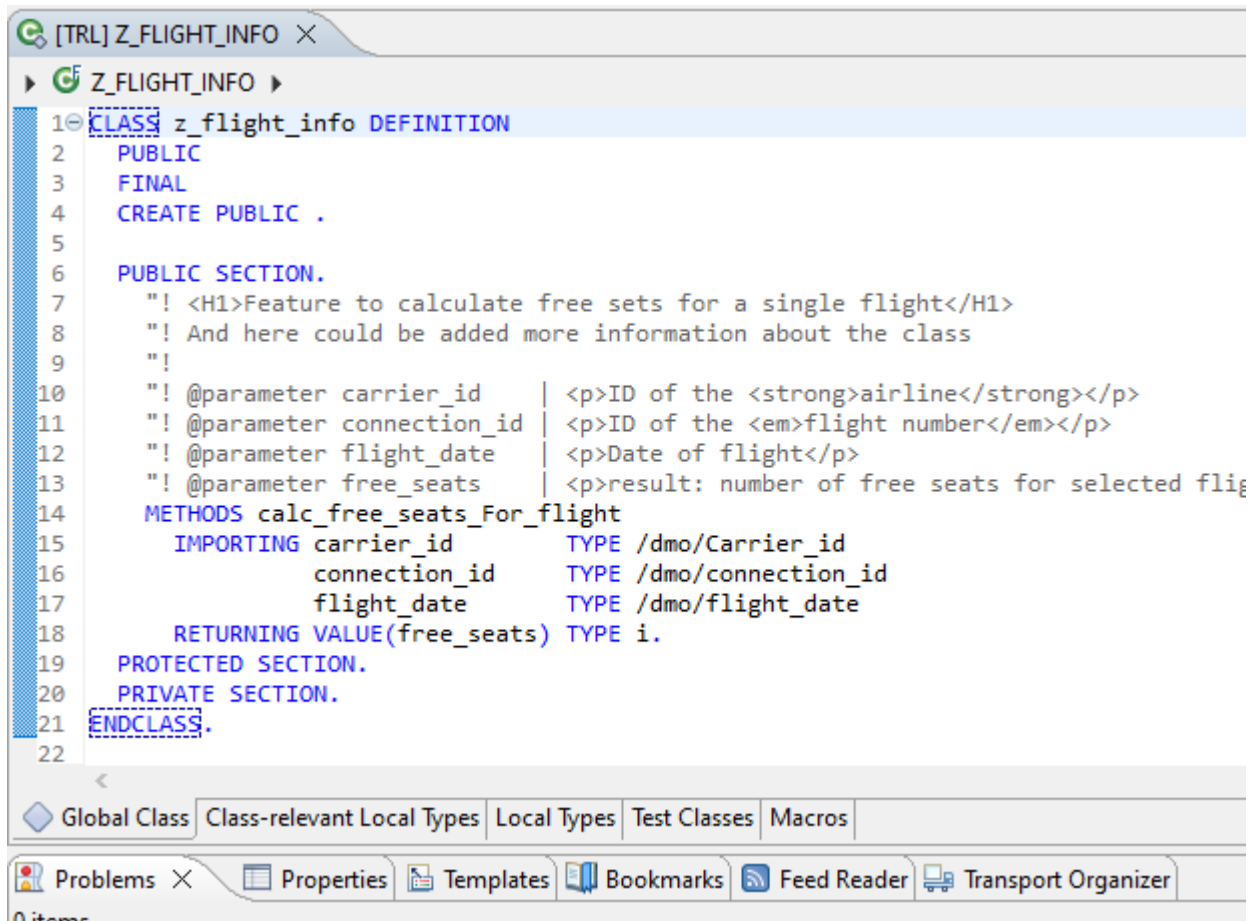 [TRL] Z_FLIGHT_INFO
Z_FLIGHT_INFO
1 CLASS z_flight_info DEFINITION
2 PUBLIC
3 FINAL
4 CREATE PUBLIC .
5
6 PUBLIC SECTION.
7 "! <H1>Feature to calculate free sets for a single flight</H1>
8 "! And here could be added more information about the class
9 "!
10 "! @parameter carrier_id | <p>ID of the <strong>airline</strong></p>
11 "! @parameter connection_id | <p>ID of the <em>flight number</em></p>
12 "! @parameter flight_date | <p>Date of flight</p>
13 "! @parameter free_seats | <p>result: number of free seats for selected flig
14 METHODS calc_free_seats_For_flight
15 IMPORTING carrier_id TYPE /dmo/Carrier_id
16 connection_id TYPE /dmo/connection_id
17 flight_date TYPE /dmo/flight_date
18 RETURNING VALUE(free_seats) TYPE i.
19 PROTECTED SECTION.
20 PRIVATE SECTION.
21 ENDCLASS.
22
Global Class Class-relevant Local Types Local Types Test Classes Macros
Problems Properties Templates Bookmarks Feed Reader Transport Organizer
0 items